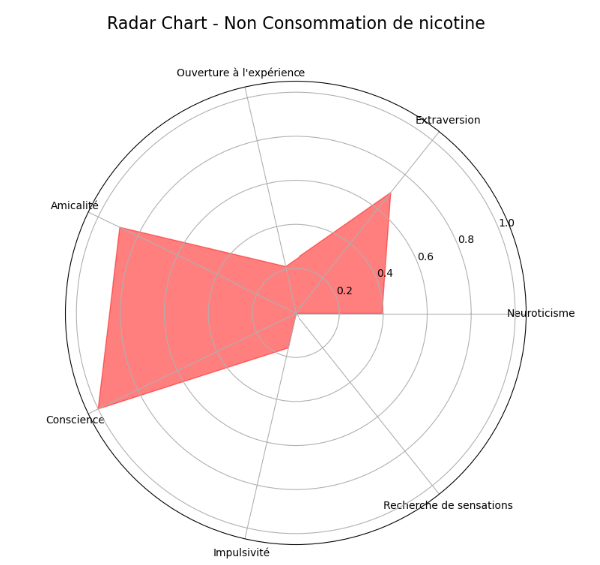 Radar Chart - Non Consommation de nicotine
Ouverture à l'expérience
Extraversion
Amicalité
1.0
0.8
0.6
0.4
0.2
Neuroticisme
Conscience
Recherche de sensations
Impulsivité